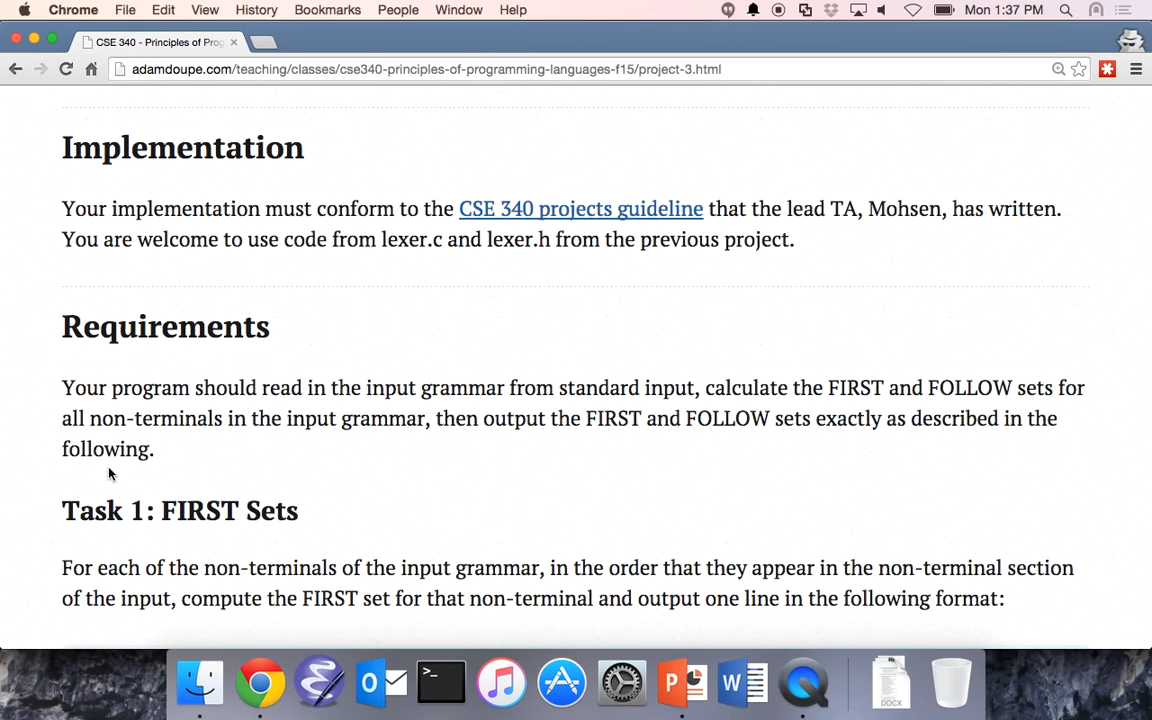 Chrome File Edit View History Bookmarks People Window Help Mon 1:37 PM
CSE 340 - Principles of Prog
adamdoupe.com/teaching/classes/cse340-principles-of-programming-languages-f15/project-3.html
Implementation
Your implementation must conform to the CSE 340 projects guideline that the lead TA, Mohsen, has written.
You are welcome to use code from lexer.c and lexer.h from the previous project.
Requirements
Your program should read in the input grammar from standard input, calculate the FIRST and FOLLOW sets for
all non-terminals in the input grammar, then output the FIRST and FOLLOW sets exactly as described in the
following.
Task 1: FIRST Sets
For each of the non-terminals of the input grammar, in the order that they appear in the non-terminal section
of the input, compute the FIRST set for that non-terminal and output one line in the following format:
DOCX